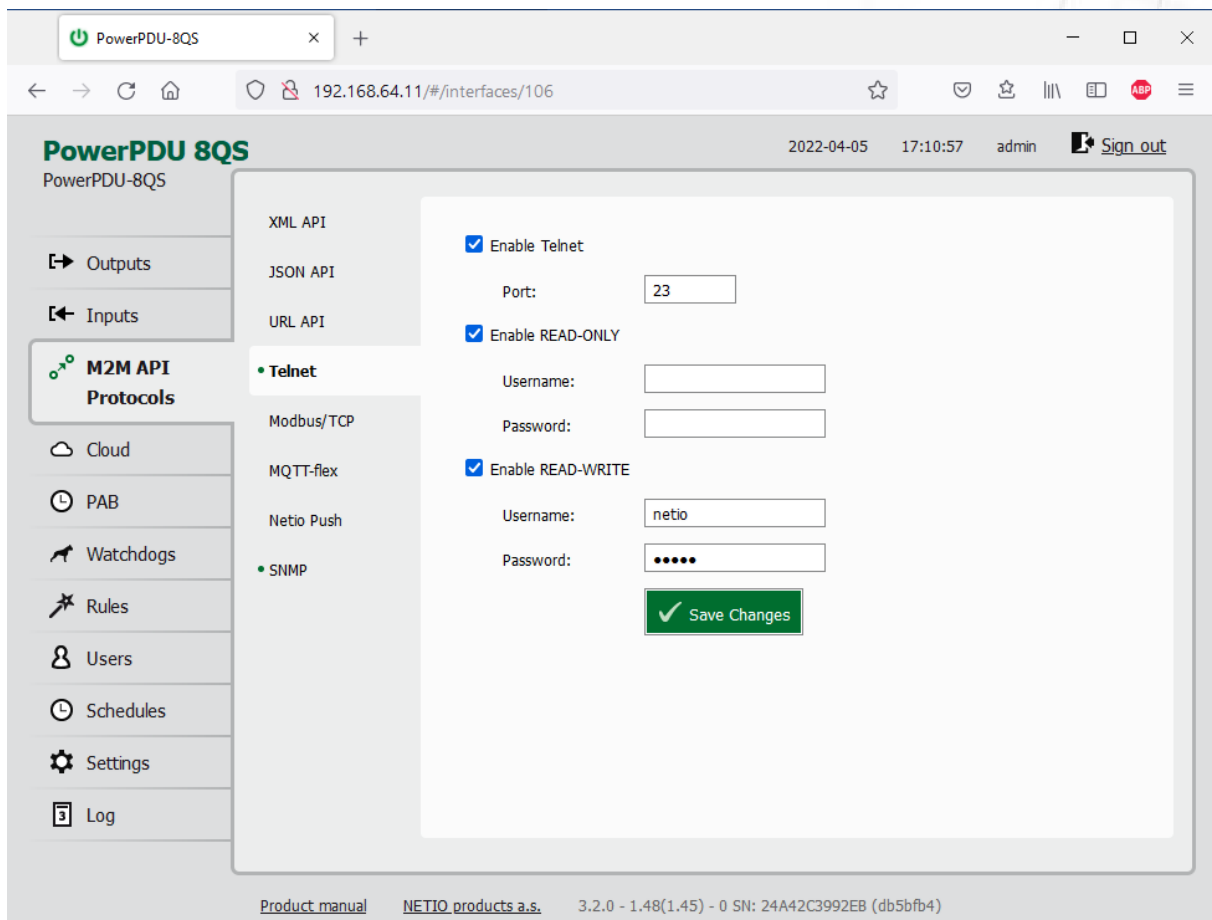 PowerPDU-8QS
192.168.64.11/#/interfaces/106
ABP
PowerPDU 8QS
PowerPDU-8QS
2022-04-05 17:10:57 admin Sign out
Outputs
Inputs
M2M API
Protocols
Cloud
PAB
Watchdogs
Rules
Users
Schedules
Settings
3
Log
XML API
JSON API
URL API
• Telnet
Modbus/TCP
MQTT-flex
Netio Push
• SNMP
Enable Telnet
Port: 23
Enable READ-ONLY
Username:
Password:
Enable READ-WRITE
Username: netio
Password: •••••
Save Changes
Product manual NETIO products a.s. 3.2.0 - 1.48(1.45) - 0 SN: 24A42C3992EB (db5bfb4)